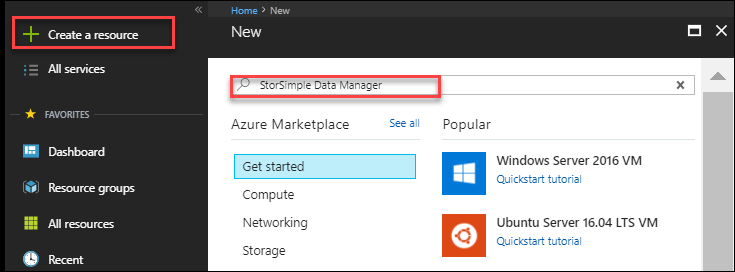 Create a resource
All services
FAVORITES
Dashboard
Resource groups
All resources
Recent
Home > New
New
StorSimple Data Manager
Azure Marketplace See all
Get started
Compute
Networking
Storage
Popular
Windows Server 2016 VM
Quickstart tutorial
Ubuntu Server 16.04 LTS VM
Quickstart tutorial